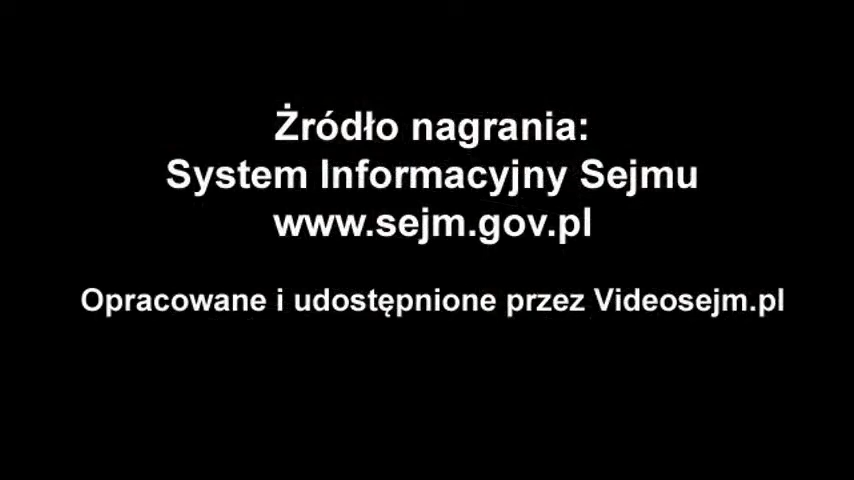 Żródło nagrania:
System Informacyjny Sejmu
www.sejm.gov.pl
Opracowane i udostępnione przez Videosejm.pl